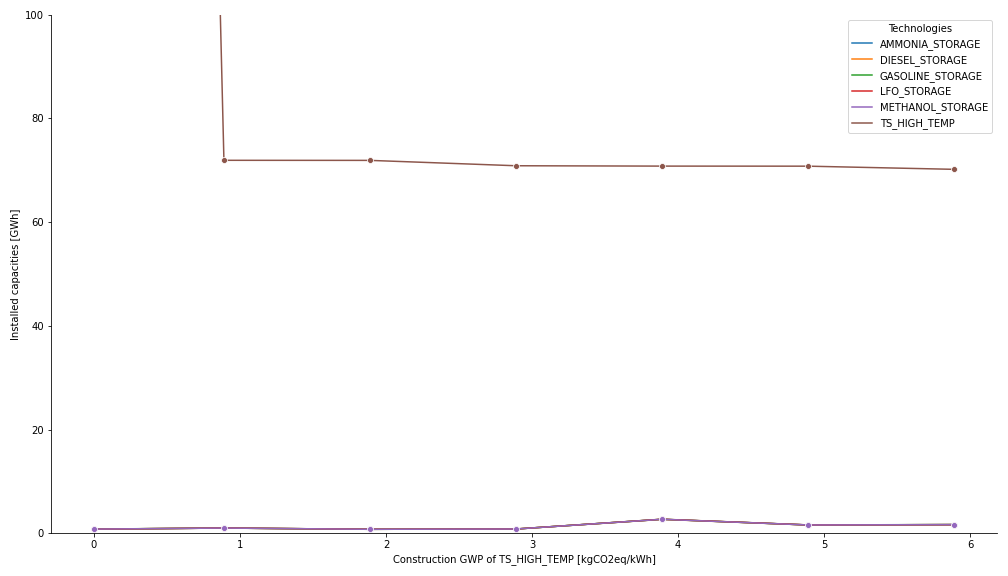 100
80
60
40
20
0
Installed capacities [GWh]
Technologies
AMMONIA_STORAGE
DIESEL_STORAGE
GASOLINE_STORAGE
LFO_STORAGE
METHANOL_STORAGE
TS_HIGH_TEMP
0 1 2 3 4 5 6
Construction GWP of TS_HIGH_TEMP [kgCO2eq/kWh]